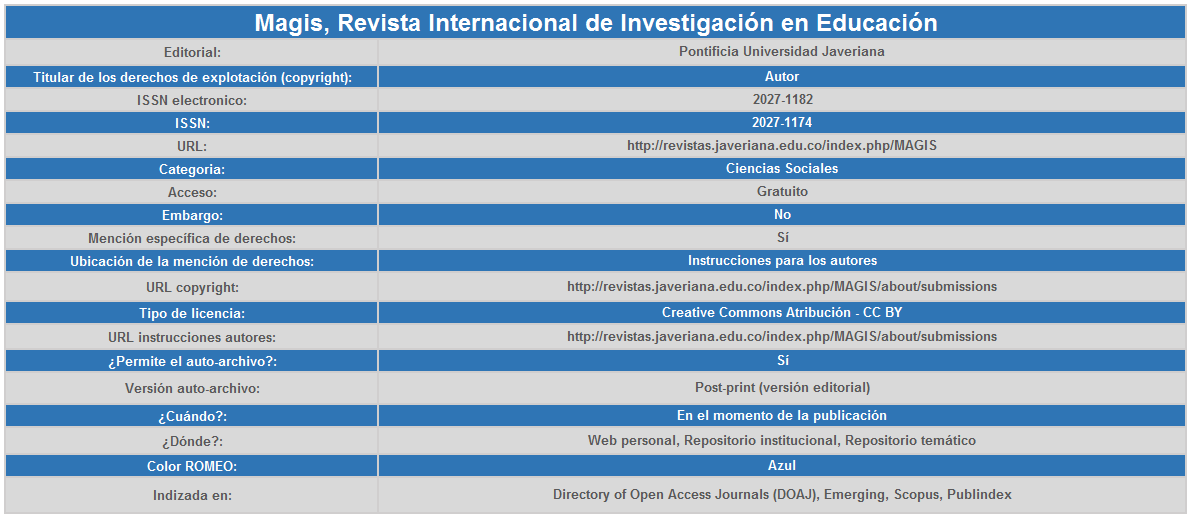 Magis, Revista Internacional de Investigación en Educación
Editorial: Pontificia Universidad Javeriana
Titular de los derechos de explotación (copyright): Autor
ISSN electronico: 2027-1182
ISSN: 2027-1174
URL: http://revistas.javeriana.edu.co/index.php/MAGIS
Categoria: Ciencias Sociales
Acceso: Gratuito
Embargo: No
Mención específica de derechos: Sí
Ubicación de la mención de derechos: Instrucciones para los autores
URL copyright: http://revistas.javeriana.edu.co/index.php/MAGIS/about/submissions
Tipo de licencia: Creative Commons Atribución - CC BY
URL instrucciones autores: http://revistas.javeriana.edu.co/index.php/MAGIS/about/submissions
¿Permite el auto-archivo?: Sí
Versión auto-archivo: Post-print (versión editorial)
¿Cuándo?: En el momento de la publicación
¿Dónde?: Web personal, Repositorio institucional, Repositorio temático
Color ROMEO: Azul
Indizada en: Directory of Open Access Journals (DOAJ), Emerging, Scopus, Publindex